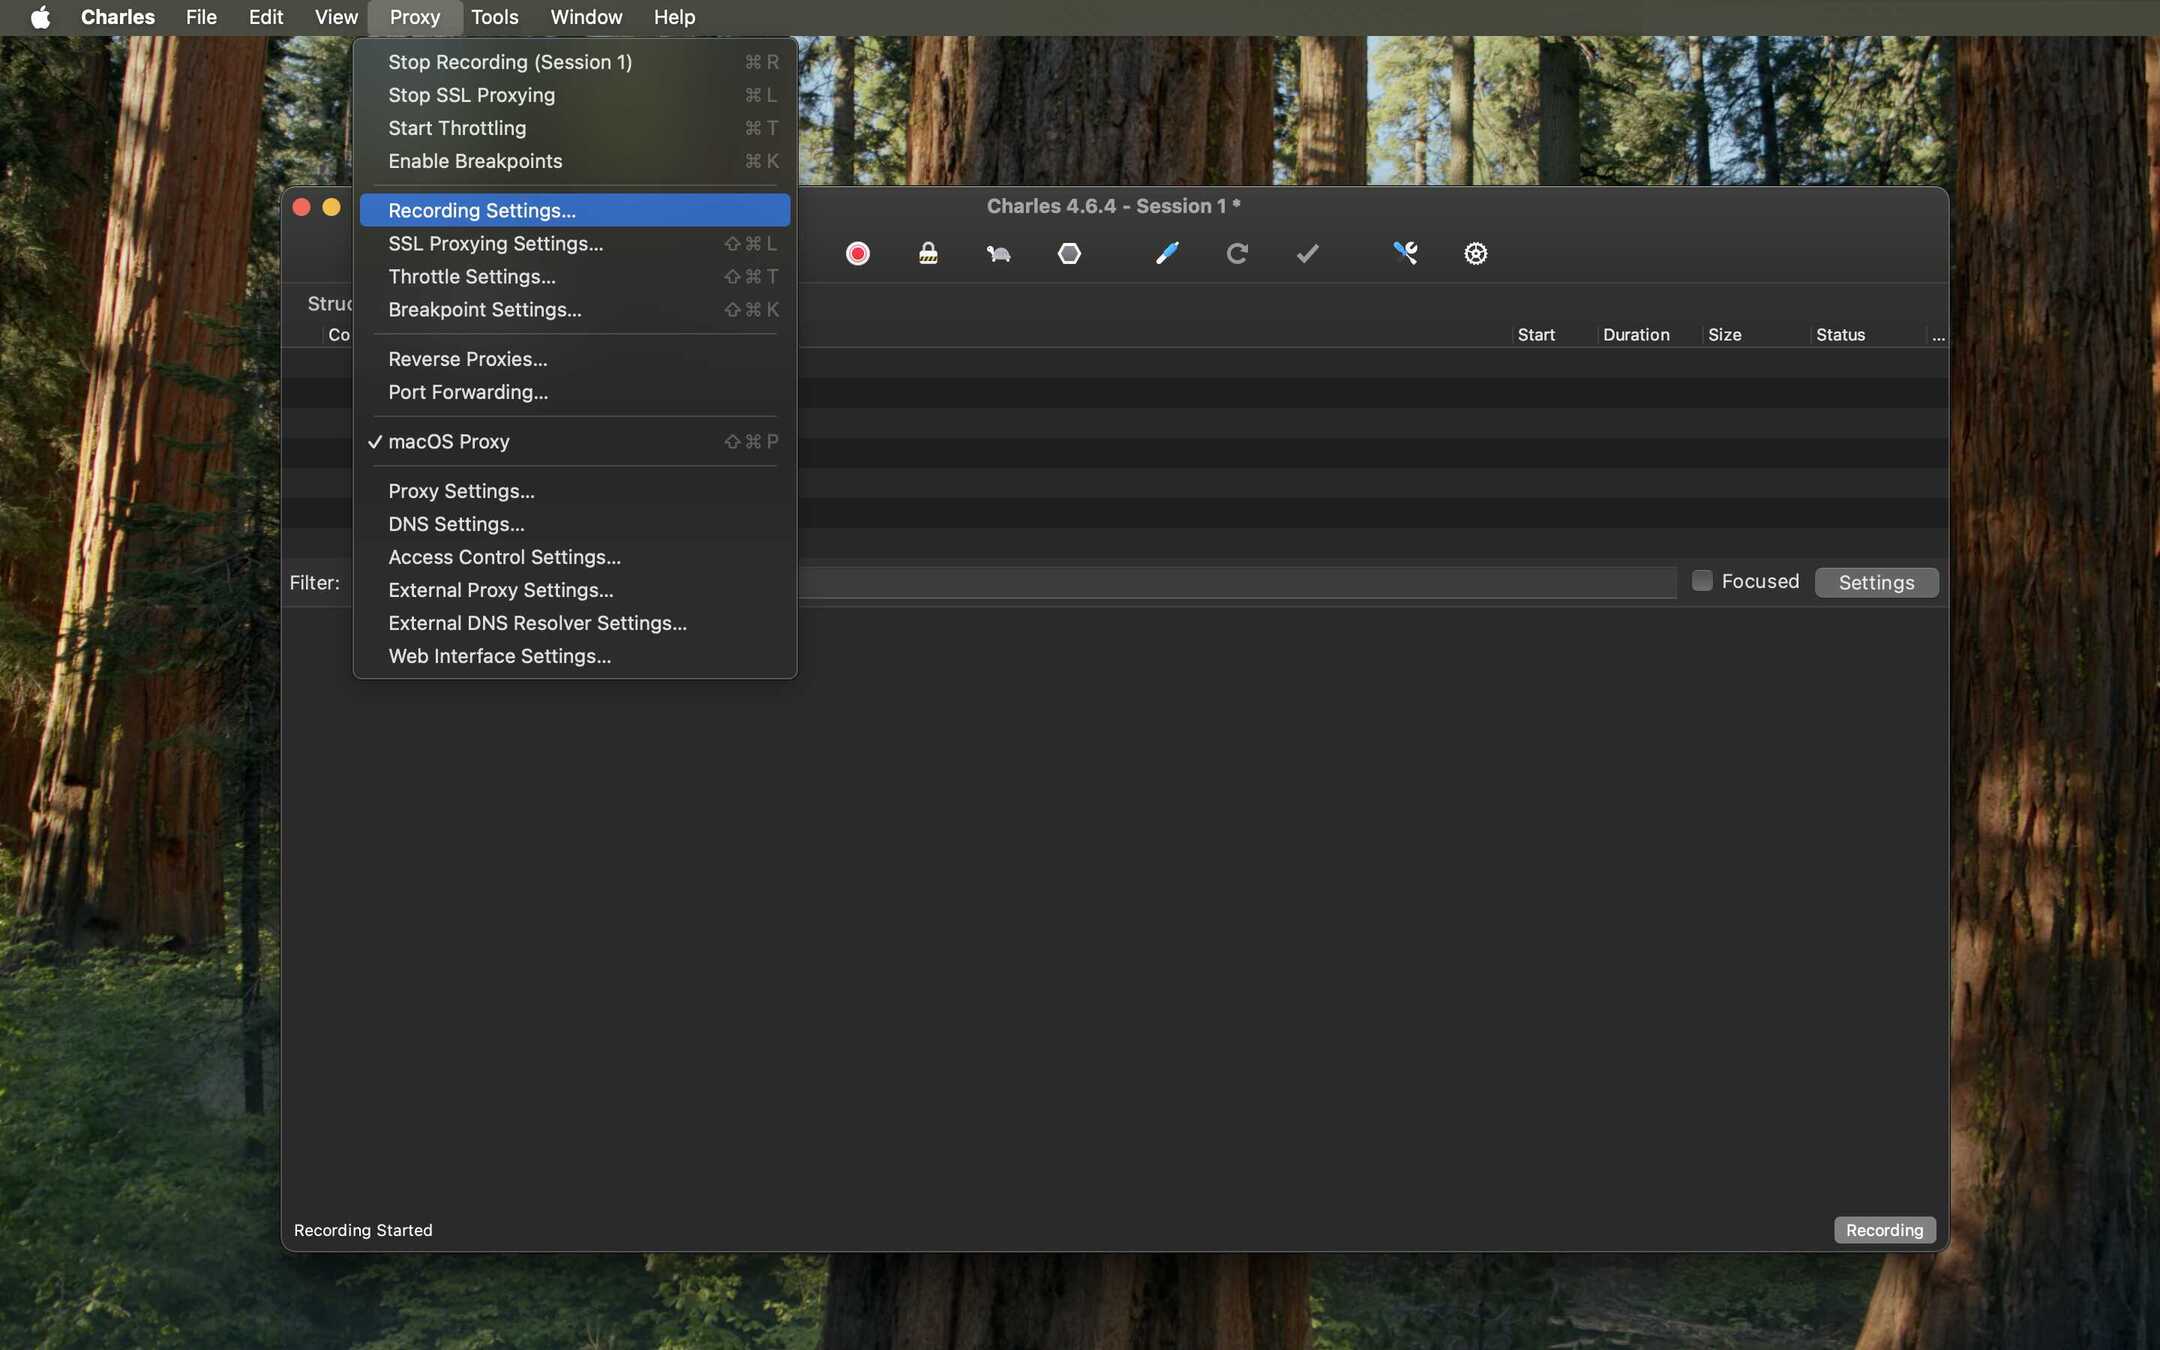 Charles File Edit View Proxy Tools Window Help
Stop Recording (Session 1) ⌘ R
Stop SSL Proxying ⌘ L
Start Throttling ⌘ T
Enable Breakpoints ⌘ K
Recording Settings...
SSL Proxying Settings... ⇧ ⌘ L
Throttle Settings... ⇧ ⌘ T
Breakpoint Settings... ⇧ ⌘ K
Reverse Proxies...
Port Forwarding...
✓ macOS Proxy ⇧ ⌘ P
Proxy Settings...
DNS Settings...
Access Control Settings...
External Proxy Settings...
External DNS Resolver Settings...
Web Interface Settings...
Charles 4.6.4 - Session 1 *
Struc
Co Start Duration Size Status ...
Filter: Focused Settings
Recording Started Recording